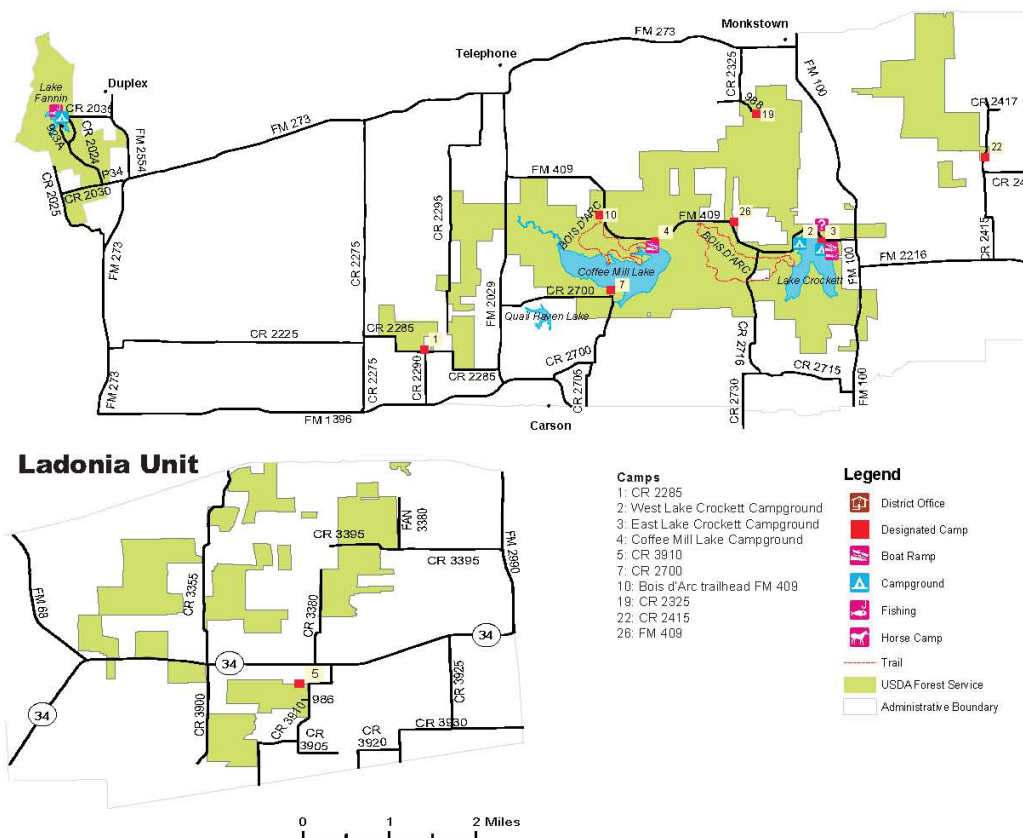 Monkstown
FM 273
Telephone
CR 2325
988
19
FM 100
CR 2417
22
CR 2415
CR 24
Lake
Fannin
Duplex
CR 2035
923A
CR 2024
FM 2554
P34
CR 2030
CR 2025
FM 273
FM 273
FM 409
10
BOIS D'ARC
4
FM 409
26
BOIS D'ARC
2
?
3
FM 100
FM 2216
Coffee Mill Lake
Lake Crockett
CR 2295
CR 2275
CR 2700
7
FM 2029
Quail Haven Lake
CR 2285
1
CR 2225
CR 2290
CR 2275
CR 2285
CR 2700
CR 2705
CR 2716
CR 2715
CR 2730
FM 100
FM 273
FM 1396
Carson
Ladonia Unit
FAN
3380
CR 3395
CR 3395
FM 2990
FM 68
CR 3355
CR 3380
34
34
34
5
986
CR 3910
CR 3900
CR
3905
CR
3920
CR 3930
CR 3925
0 1 2 Miles
Camps
1: CR 2285
2: West Lake Crockett Campground
3: East Lake Crockett Campground
4: Coffee Mill Lake Campground
5: CR 3910
7: CR 2700
10: Bois d'Arc trailhead FM 409
19: CR 2325
22: CR 2415
26: FM 409
Legend
District Office
Designated Camp
Boat Ramp
Campground
Fishing
Horse Camp
Trail
USDA Forest Service
Administrative Boundary